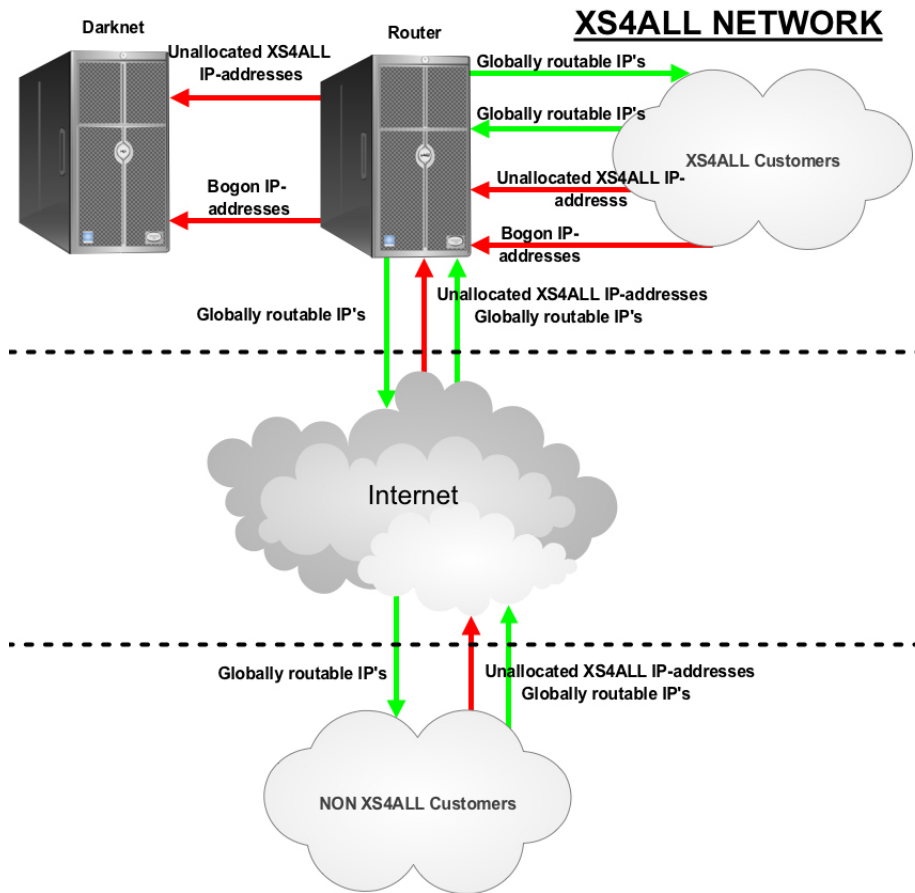 XS4ALL NETWORK
Darknet
Router
Unallocated XS4ALL
IP-addresses
Globally routable IP's
Globally routable IP's
XS4ALL Customers
Unallocated XS4ALL IP-
addresss
Bogon IP-
addresses
Bogon IP-
addresses
Unallocated XS4ALL IP-addresses
Globally routable IP's
Globally routable IP's
Internet
Globally routable IP's
Unallocated XS4ALL IP-addresses
Globally routable IP's
NON XS4ALL Customers